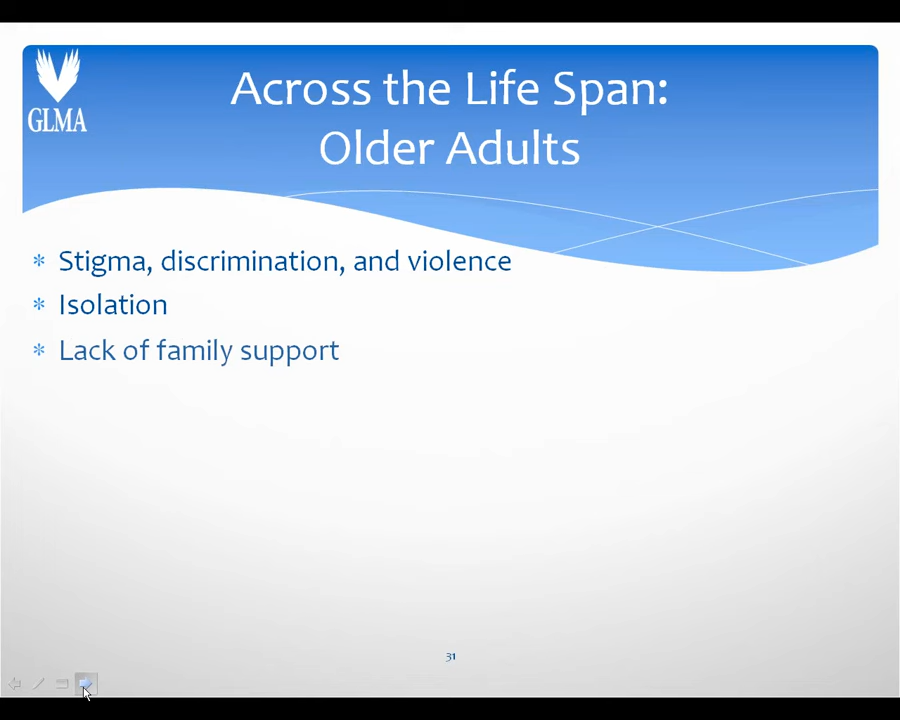 GLMA
Across the Life Span:
Older Adults
* Stigma, discrimination, and violence
* Isolation
* Lack of family support
31